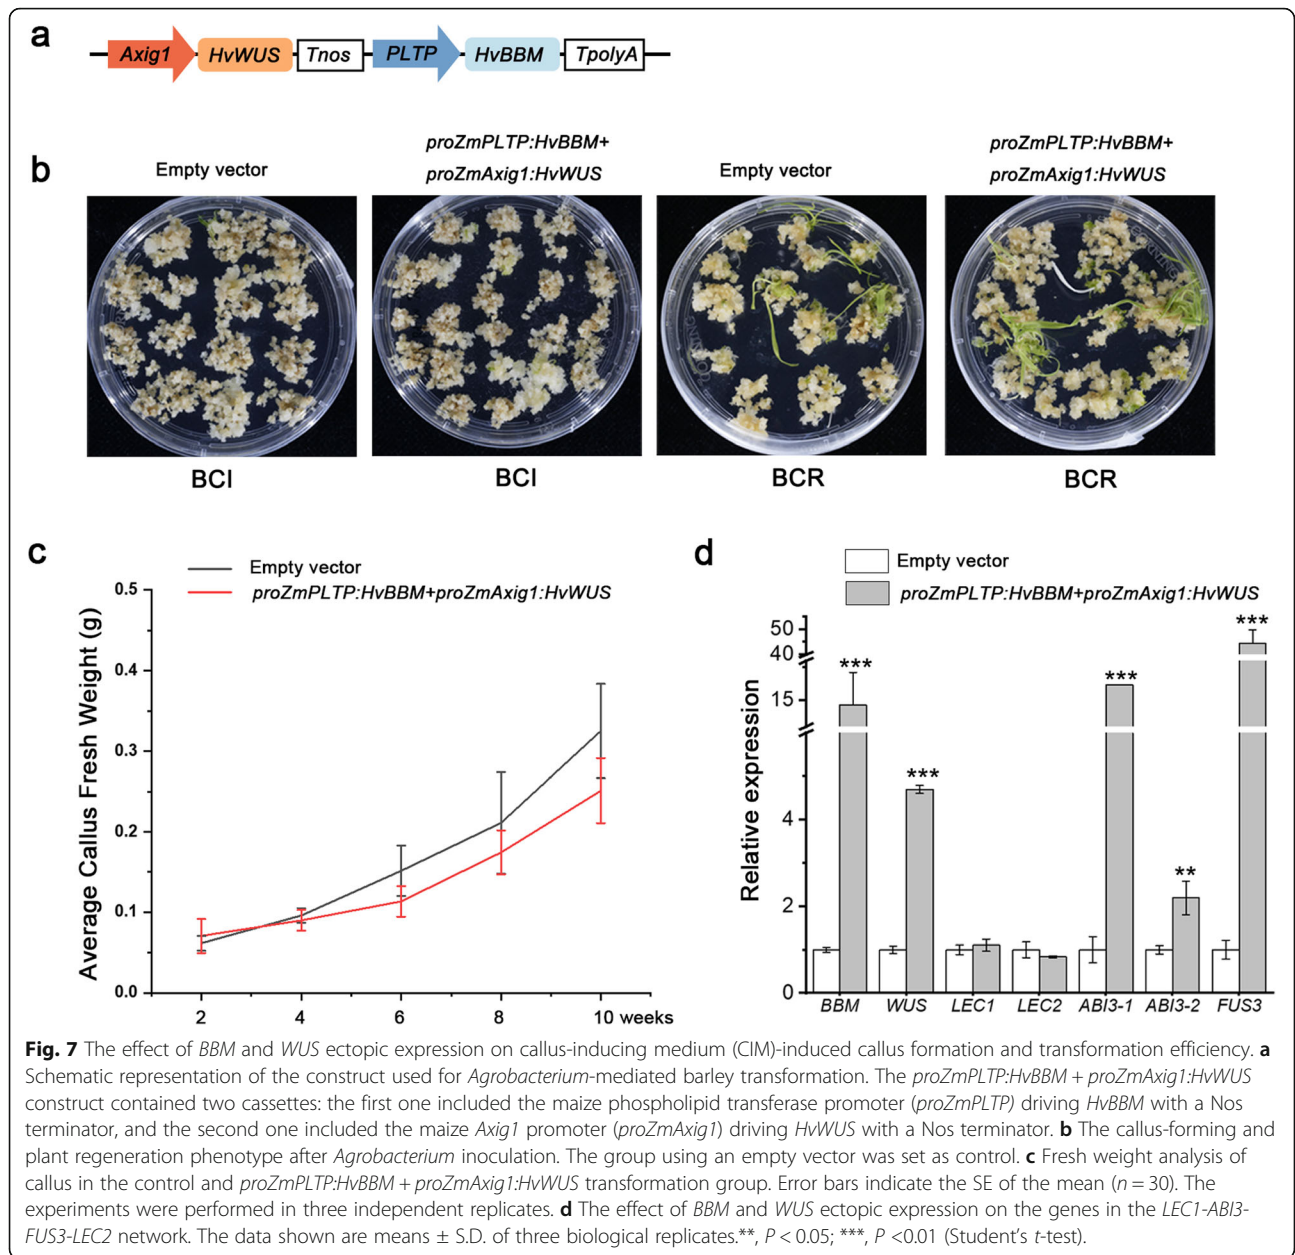 a
Axig1 HvWUS Tnos PLTP HvBBM TpolyA
b
Empty vector
proZmPLTP:HvBBM+
proZmAxig1:HvWUS
Empty vector
proZmPLTP:HvBBM+
proZmAxig1:HvWUS
BCI
BCI
BCR
BCR
c
Empty vector
proZmPLTP:HvBBM+proZmAxig1:HvWUS
Average Callus Fresh Weight (g)
0.5
0.4
0.3
0.2
0.1
0.0
2 4 6 8 10 weeks
d
Empty vector
proZmPLTP:HvBBM+proZmAxig1:HvWUS
Relative expression
50
40
15
4
2
0
*** *** *** ** ***
BBM WUS LEC1 LEC2 ABI3-1 ABI3-2 FUS3
Fig. 7 The effect of BBM and WUS ectopic expression on callus-inducing medium (CIM)-induced callus formation and transformation efficiency. a
Schematic representation of the construct used for Agrobacterium-mediated barley transformation. The proZmPLTP:HvBBM + proZmAxig1:HvWUS
construct contained two cassettes: the first one included the maize phospholipid transferase promoter (proZmPLTP) driving HvBBM with a Nos
terminator, and the second one included the maize Axig1 promoter (proZmAxig1) driving HvWUS with a Nos terminator. b The callus-forming and
plant regeneration phenotype after Agrobacterium inoculation. The group using an empty vector was set as control. c Fresh weight analysis of
callus in the control and proZmPLTP:HvBBM + proZmAxig1:HvWUS transformation group. Error bars indicate the SE of the mean (n = 30). The
experiments were performed in three independent replicates. d The effect of BBM and WUS ectopic expression on the genes in the LEC1-ABI3-
FUS3-LEC2 network. The data shown are means ± S.D. of three biological replicates.**, P < 0.05; ***, P <0.01 (Student's t-test).